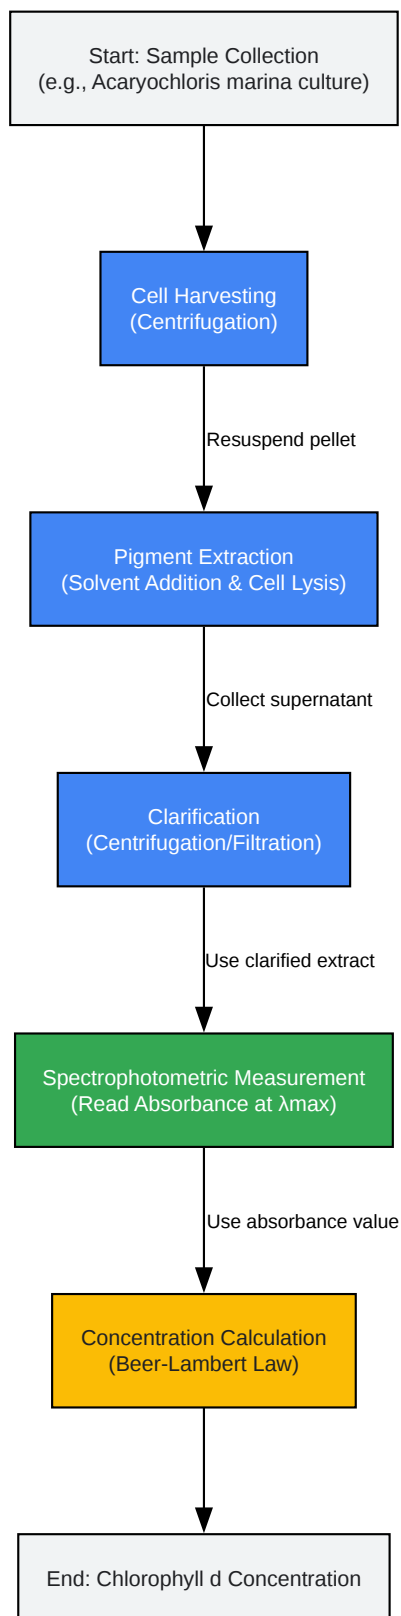 Start: Sample Collection
(e.g., Acaryochloris marina culture)
Cell Harvesting
(Centrifugation)
Resuspend pellet
Pigment Extraction
(Solvent Addition & Cell Lysis)
Collect supernatant
Clarification
(Centrifugation/Filtration)
Use clarified extract
Spectrophotometric Measurement
(Read Absorbance at λmax)
Use absorbance value
Concentration Calculation
(Beer-Lambert Law)
End: Chlorophyll d Concentration